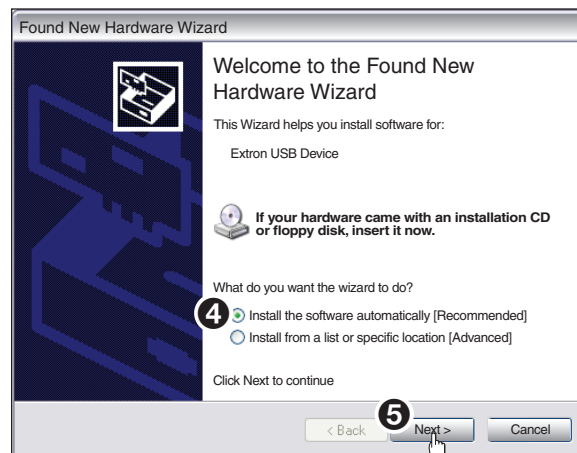 Found New Hardware Wizard
Welcome to the Found New
Hardware Wizard
This Wizard helps you install software for:
Extron USB Device
If your hardware came with an installation CD
or floppy disk, insert it now.
What do you want the wizard to do?
4 Install the software automatically [Recommended]
Install from a list or specific location [Advanced]
Click Next to continue
< Back 5 Next > Cancel